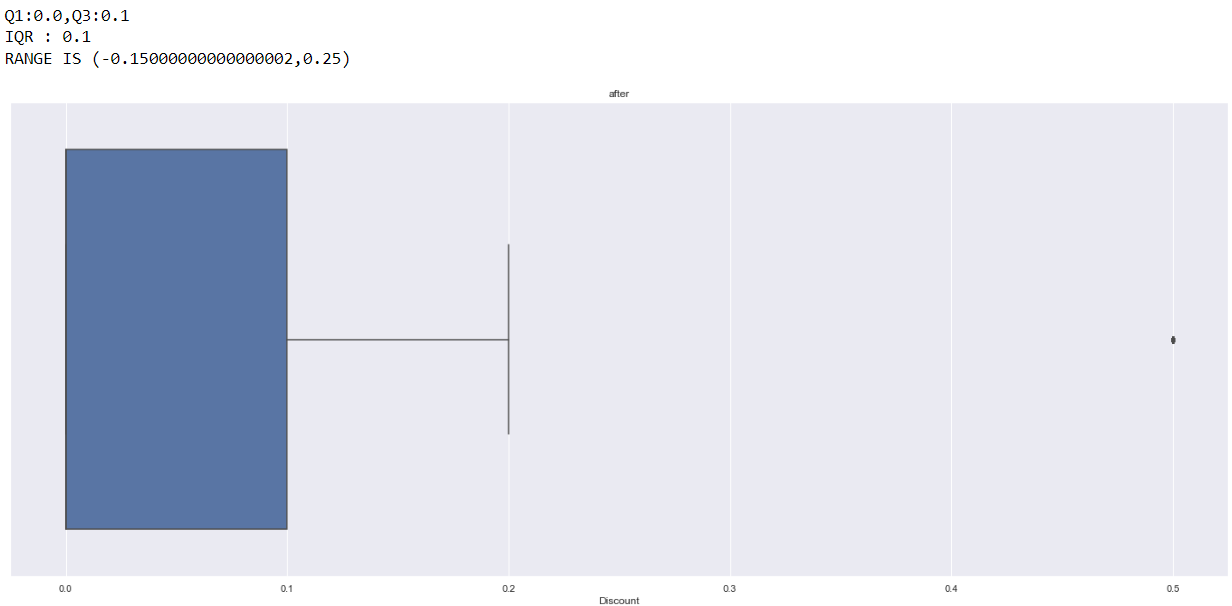 Q1:0.0,Q3:0.1
IQR : 0.1
RANGE IS (-0.15000000000000002,0.25)
after
0.0 0.1 0.2 0.3 0.4 0.5
Discount